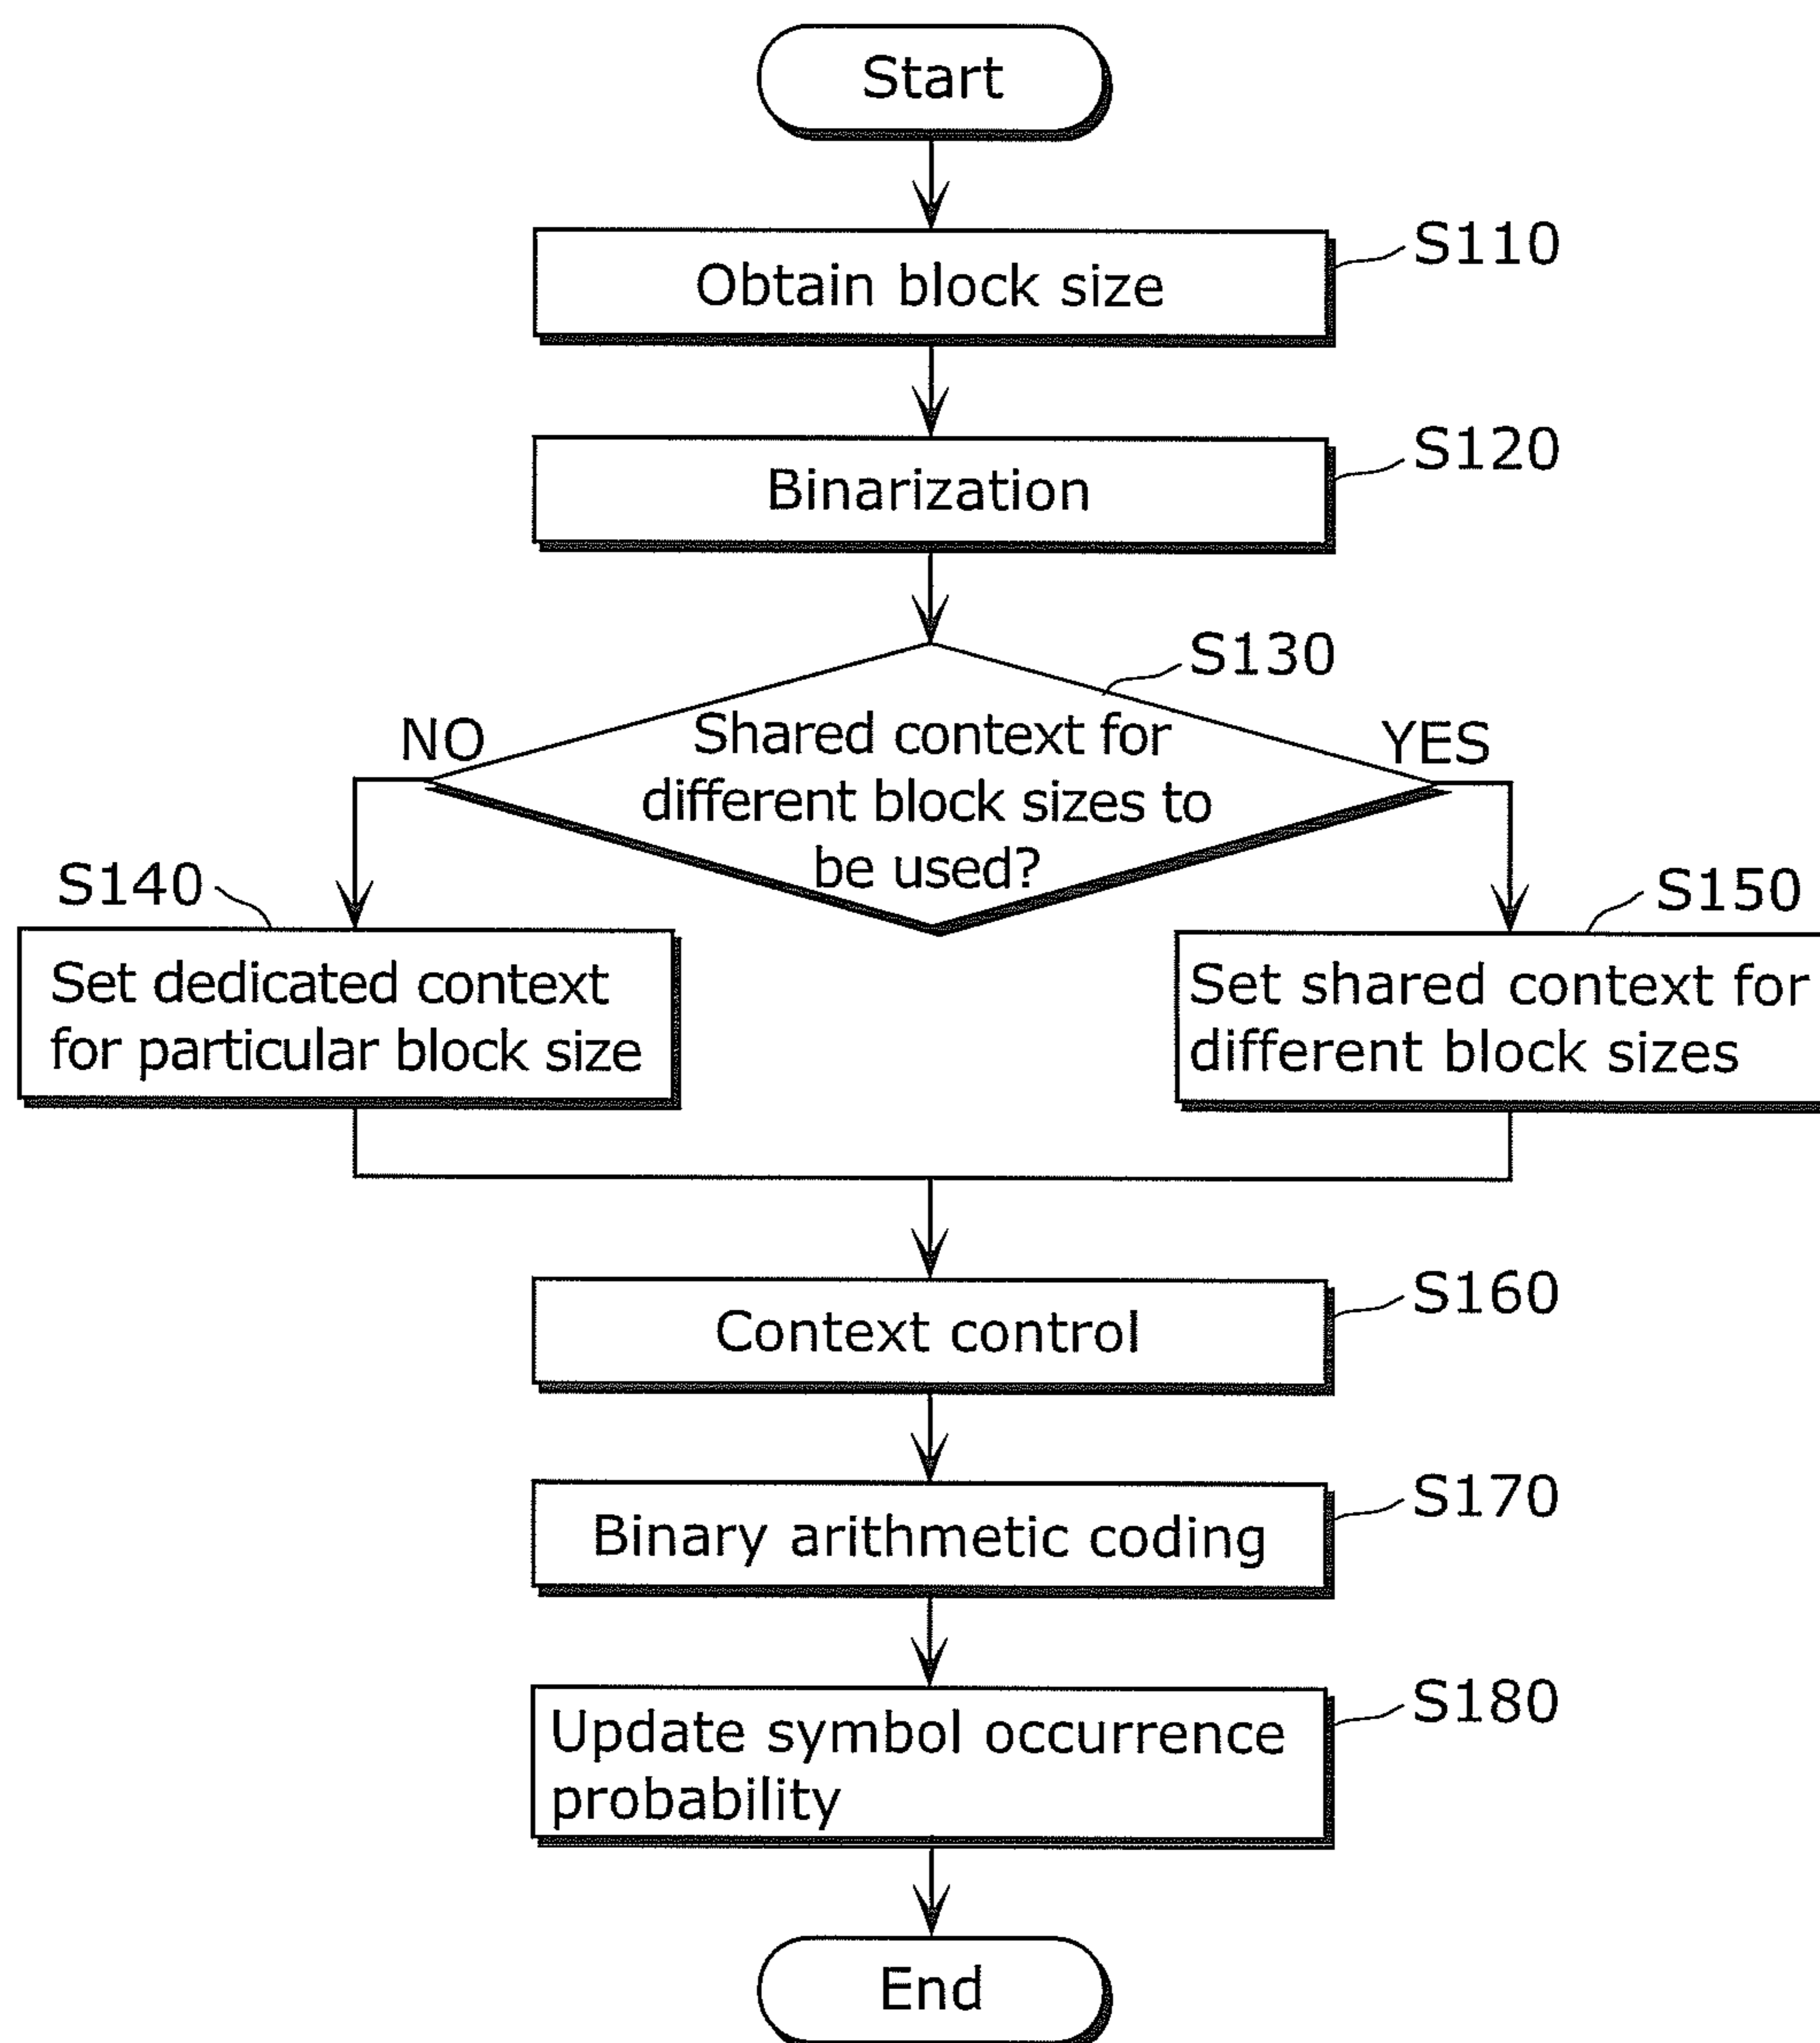 Start
S110
Obtain block size
S120
Binarization
S130
NO
YES
Shared context for
different block sizes to
be used?
S140
S150
Set dedicated context
for particular block size
Set shared context for
different block sizes
S160
Context control
S170
Binary arithmetic coding
S180
Update symbol occurrence
probability
End